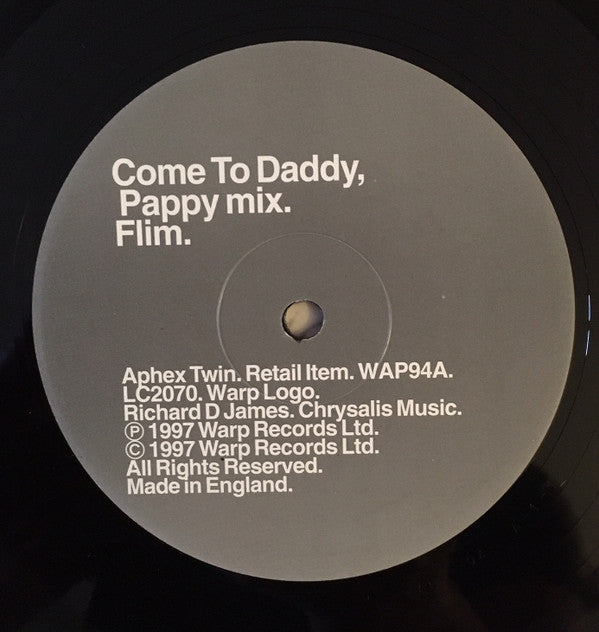 Come To Daddy,
Pappy mix.
Flim.
Aphex Twin. Retail Item. WAP94A.
LC2070. Warp Logo.
Richard D James. Chrysalis Music.
℗ 1997 Warp Records Ltd.
© 1997 Warp Records Ltd.
All Rights Reserved.
Made in England.